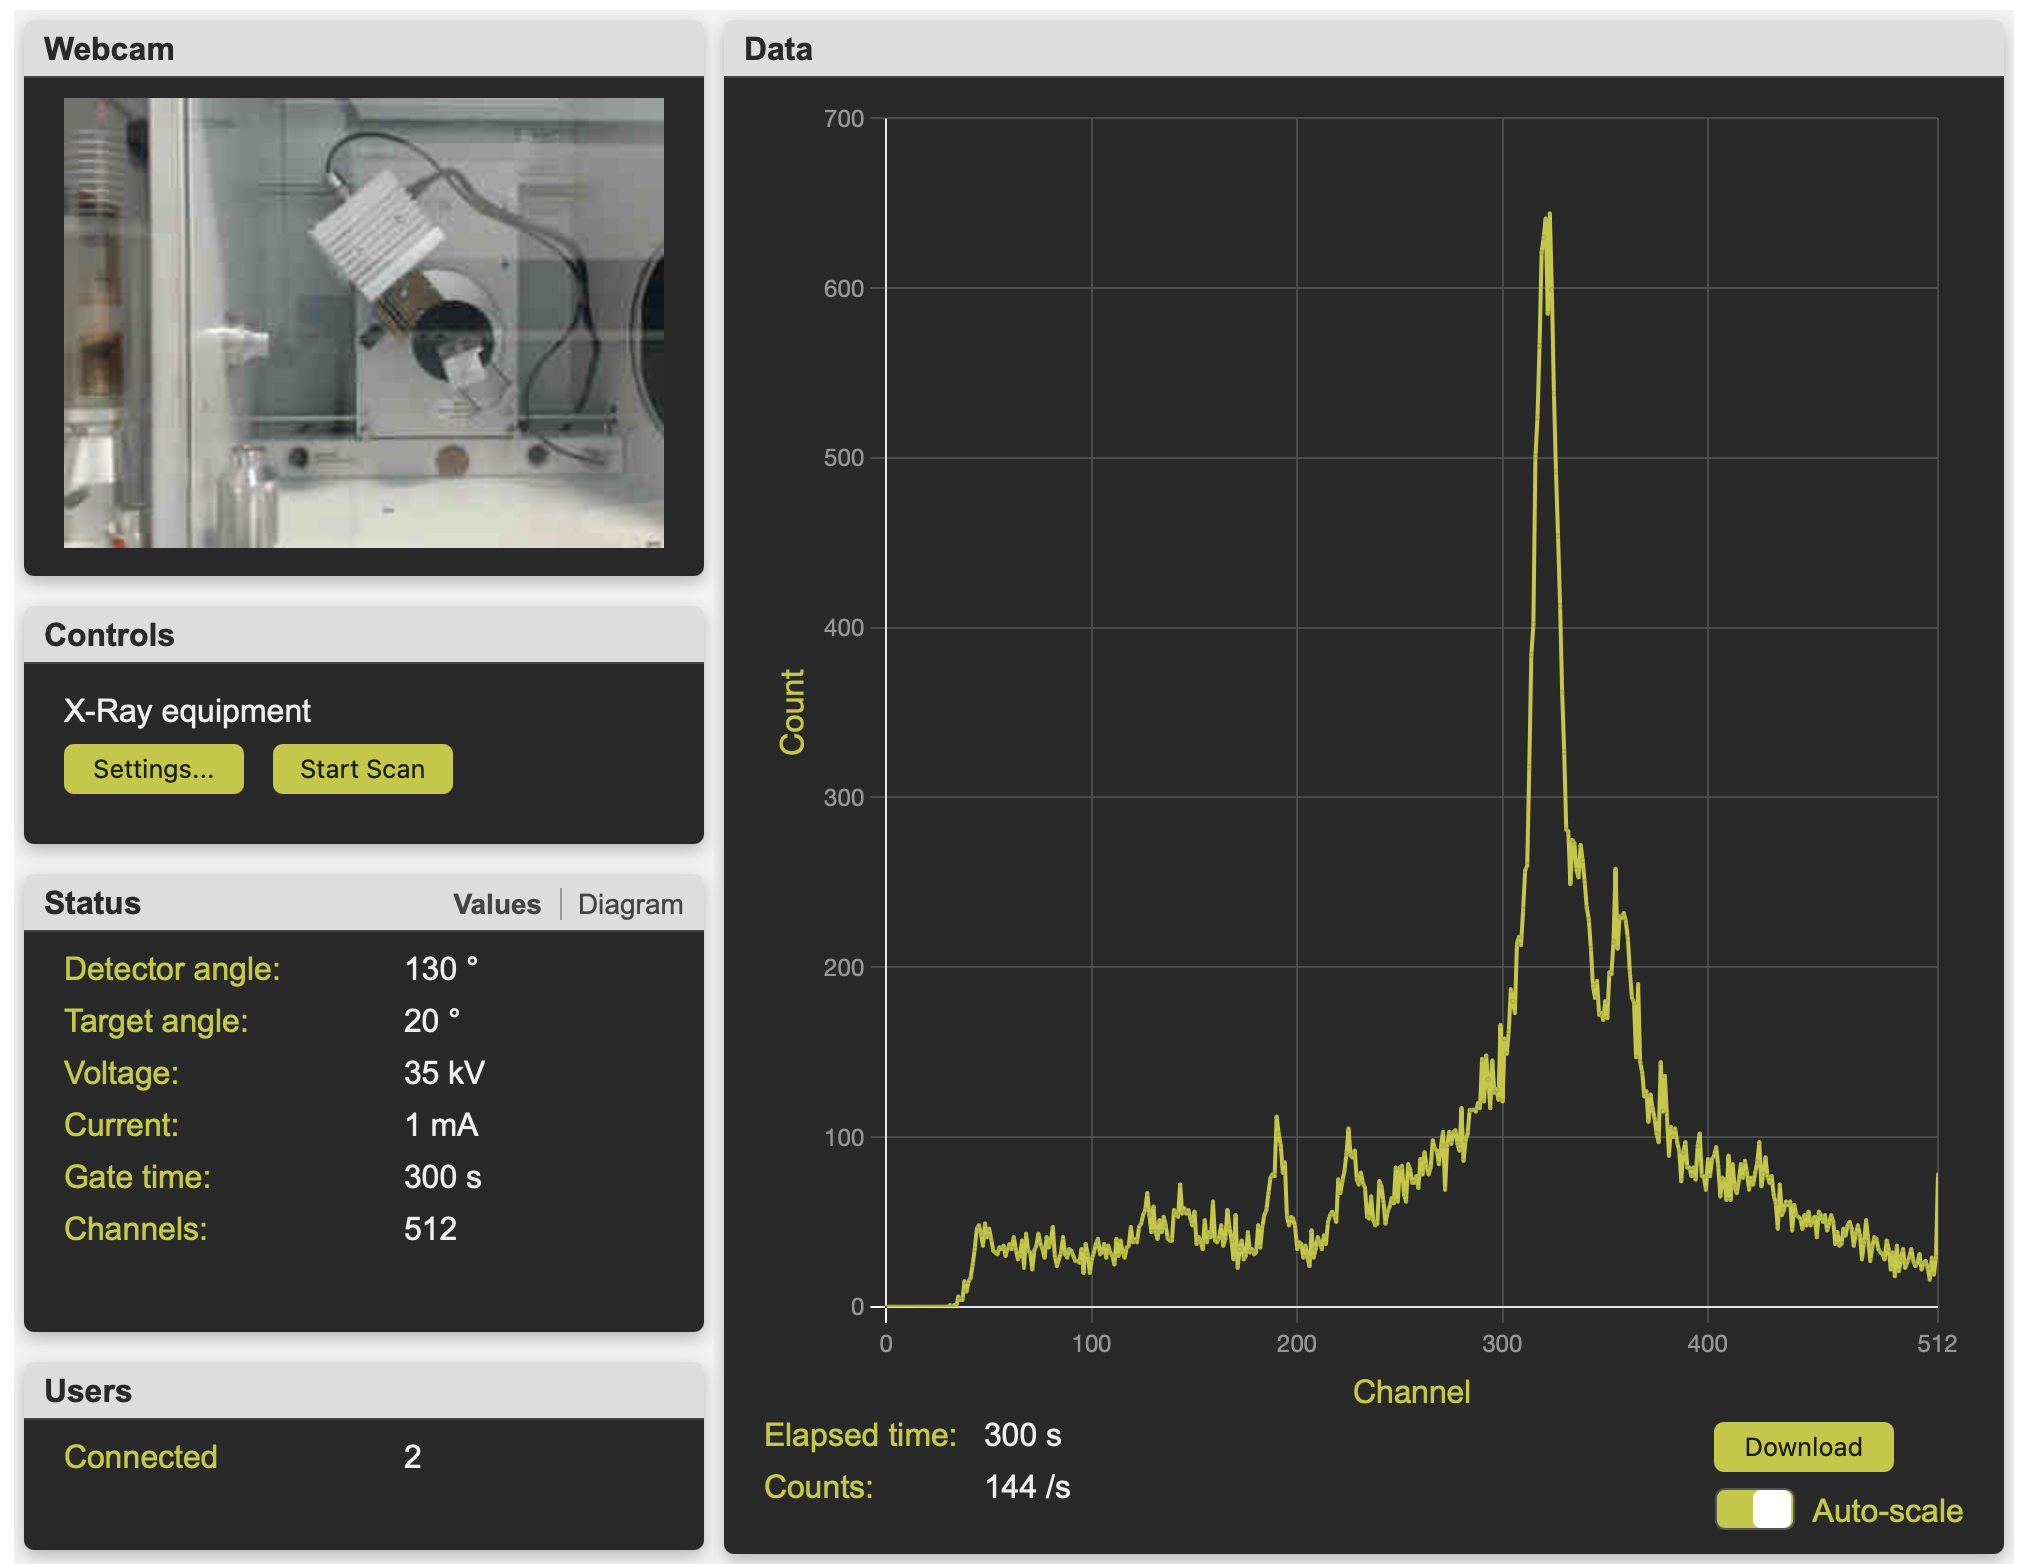 Webcam
Controls
X-Ray equipment
Settings...
Start Scan
Status
Values
Diagram
Detector angle: 130 °
Target angle: 20 °
Voltage: 35 kV
Current: 1 mA
Gate time: 300 s
Channels: 512
Users
Connected 2
Data
700
600
500
400
300
200
100
0
Count
0 100 200 300 400 512
Channel
Elapsed time: 300 s
Counts: 144 /s
Download
Auto-scale